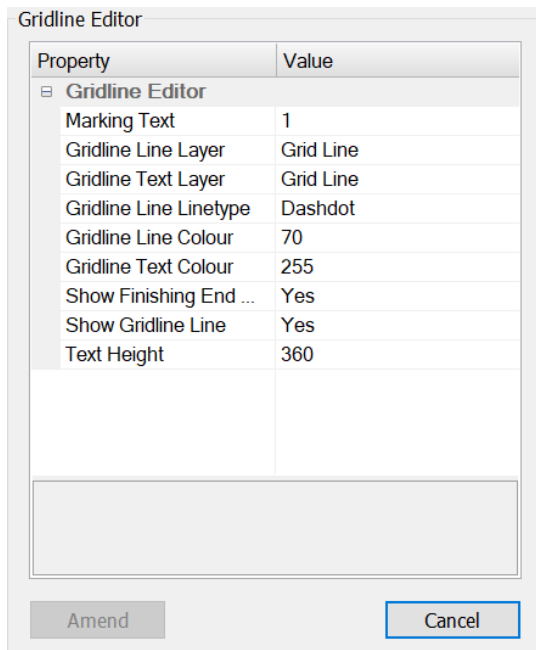 Gridline Editor
Property Value
Gridline Editor
Marking Text 1
Gridline Line Layer Grid Line
Gridline Text Layer Grid Line
Gridline Line Linetype Dashdot
Gridline Line Colour 70
Gridline Text Colour 255
Show Finishing End ... Yes
Show Gridline Line Yes
Text Height 360
Amend Cancel